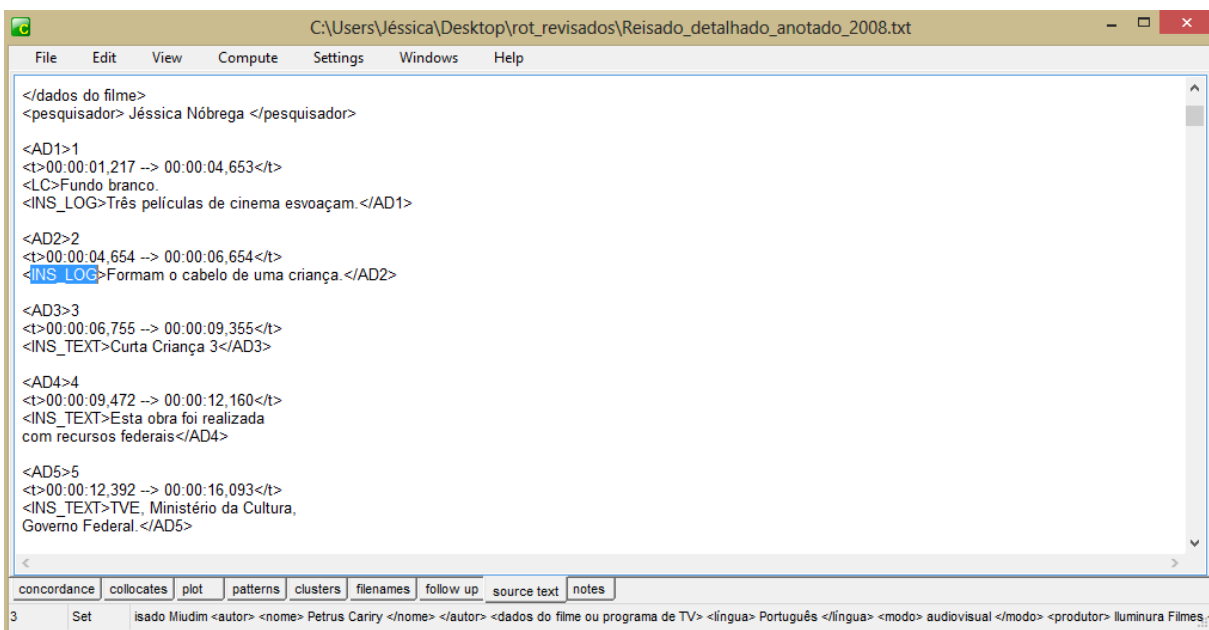 C:\Users\Jéssica\Desktop\rot_revisados\Reisado_detalhado_anotado_2008.txt
File Edit View Compute Settings Windows Help
</dados do filme>
<pesquisador> Jéssica Nóbrega </pesquisador>
<AD1>1
<t>00:00:01,217 --> 00:00:04,653</t>
<LC>Fundo branco.
<INS_LOG>Três películas de cinema esvoaçam.</AD1>
<AD2>2
<t>00:00:04,654 --> 00:00:06,654</t>
<INS_LOG>Formam o cabelo de uma criança.</AD2>
<AD3>3
<t>00:00:06,755 --> 00:00:09,355</t>
<INS_TEXT>Curta Criança 3</AD3>
<AD4>4
<t>00:00:09,472 --> 00:00:12,160</t>
<INS_TEXT>Esta obra foi realizada
com recursos federais</AD4>
<AD5>5
<t>00:00:12,392 --> 00:00:16,093</t>
<INS_TEXT>TVE, Ministério da Cultura,
Governo Federal.</AD5>
concordance collocates plot patterns clusters filenames follow up source text notes
3 Set isado Miudim <autor> <nome> Petrus Cariry </nome> </autor> <dados do filme ou programa de TV> <língua> Português </língua> <modo> audiovisual </modo> <produtor> Iluminura Filmes